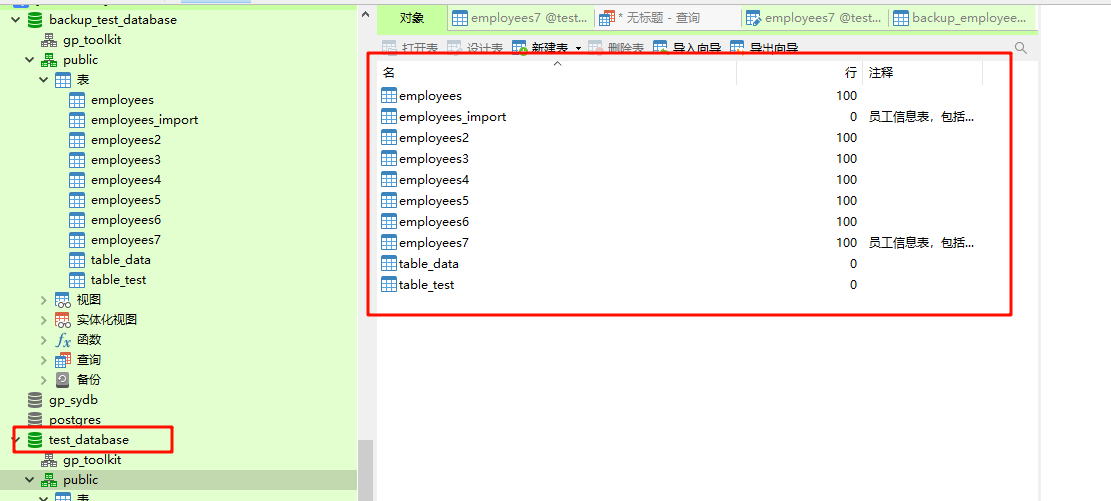 backup_test_database
gp_toolkit
public
表
employees
employees_import
employees2
employees3
employees4
employees5
employees6
employees7
table_data
table_test
视图
实体化视图
函数
查询
备份
gp_sydb
postgres
test_database
gp_toolkit
public
表
对象 employees7 @test... * 无标题 - 查询 employees7 @test... backup_employee...
打开表 设计表 新建表 删除表 导入向导 导出向导
名 行 注释
employees 100
employees_import 0 员工信息表，包括...
employees2 100
employees3 100
employees4 100
employees5 100
employees6 100
employees7 100 员工信息表，包括...
table_data 0
table_test 0